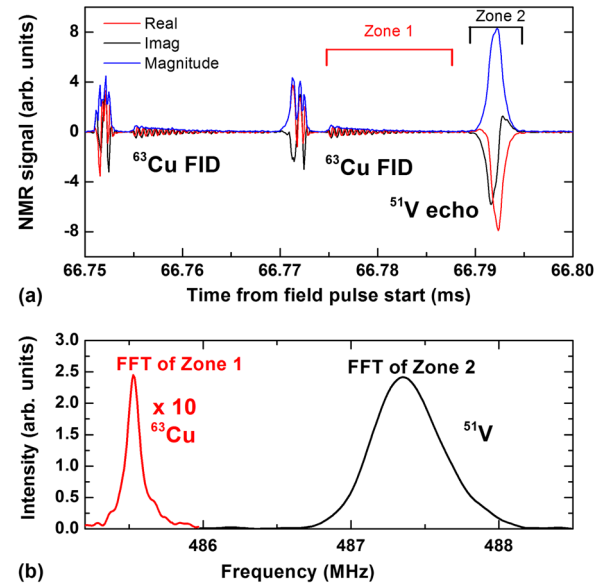 Zone 2
Real
Imag
Magnitude
Zone 1
8
4
0
-4
-8
NMR signal (arb. units)
63Cu FID
63Cu FID
51V echo
66.75
66.76
66.77
66.78
66.79
66.80
(a)
Time from field pulse start (ms)
3.0
2.5
2.0
1.5
1.0
0.5
0.0
Intensity (arb. units)
FFT of Zone 1
FFT of Zone 2
x 10
63Cu
51V
486
487
488
(b)
Frequency (MHz)